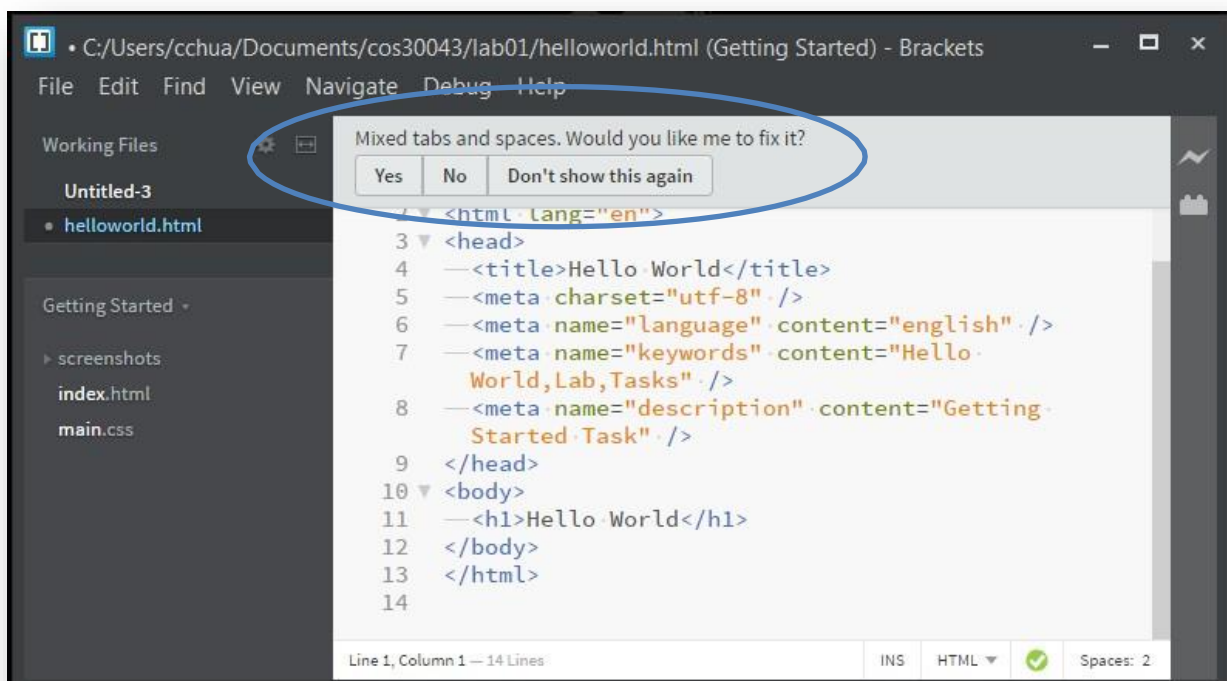 • C:/Users/cchua/Documents/cos30043/lab01/helloworld.html (Getting Started) - Brackets
File Edit Find View Navigate Debug Help
Working Files
Untitled-3
• helloworld.html
Getting Started
screenshots
index.html
main.css
Mixed tabs and spaces. Would you like me to fix it?
Yes No Don't show this again
2 <html lang="en">
3 <head>
4 <title>Hello World</title>
5 <meta charset="utf-8" />
6 <meta name="language" content="english" />
7 <meta name="keywords" content="Hello
World,Lab,Tasks" />
8 <meta name="description" content="Getting
Started Task" />
9 </head>
10 <body>
11 <h1>Hello World</h1>
12 </body>
13 </html>
14
Line 1, Column 1 — 14 Lines INS HTML Spaces: 2